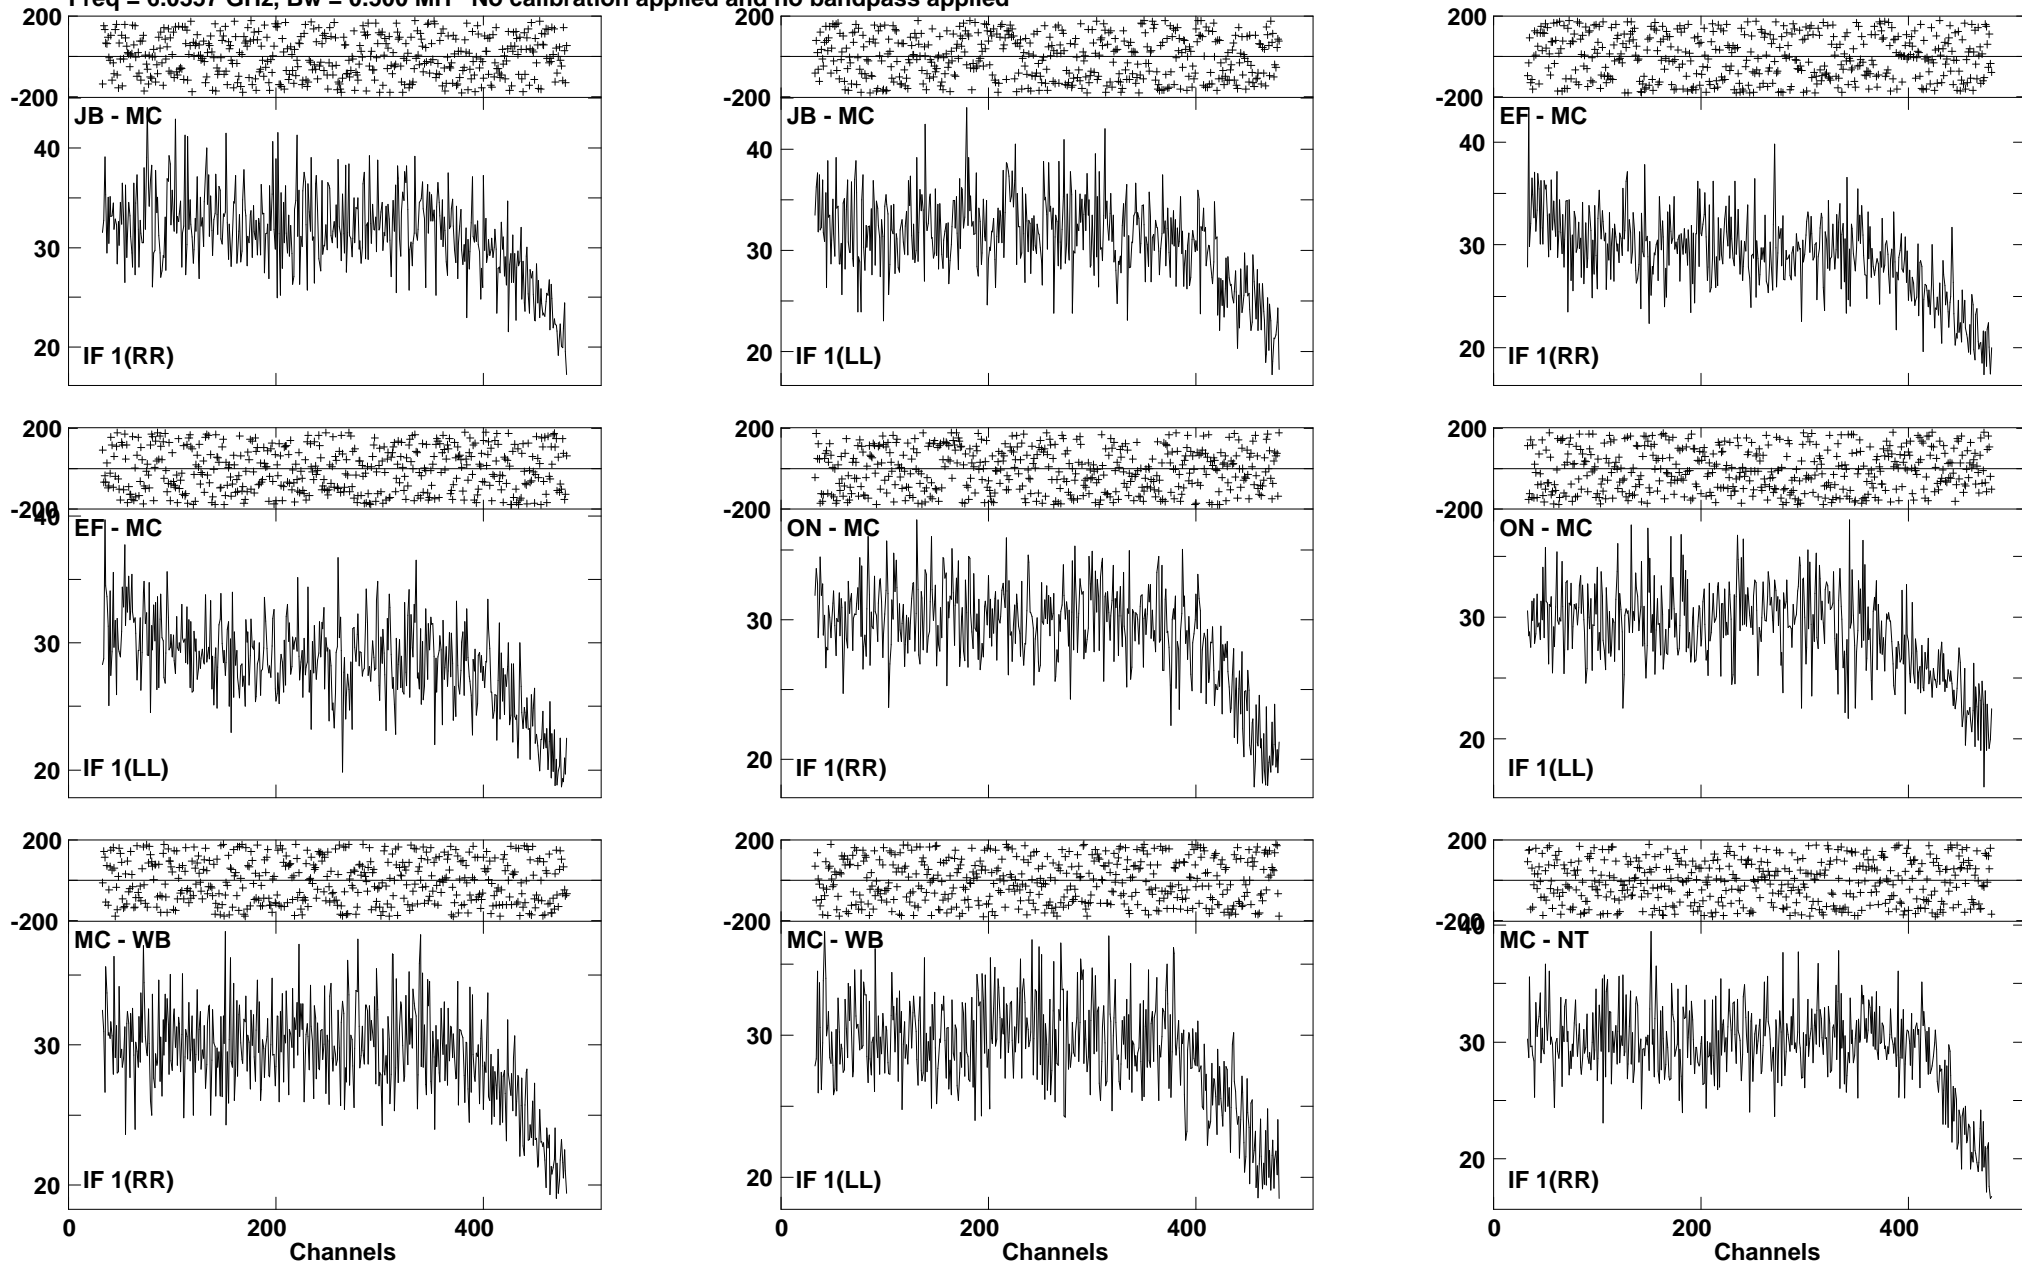 No calibration applied and no bandpass applied
200 200 200
-200 -200 -200
JB - MC JB - MC EF - MC
40 40 40
30 30 30
20 20 20
IF 1(RR) IF 1(LL) IF 1(RR)
200 200 200
-200 -200 -200
40
EF - MC ON - MC ON - MC
30 30 30
20 20 20
IF 1(LL) IF 1(RR) IF 1(LL)
200 200 200
-200 -200 -200
40
MC - WB MC - WB MC - NT
30 30 30
20 20 20
IF 1(RR) IF 1(LL) IF 1(RR)
0 200 400 0 200 400 0 200 400
Channels Channels Channels